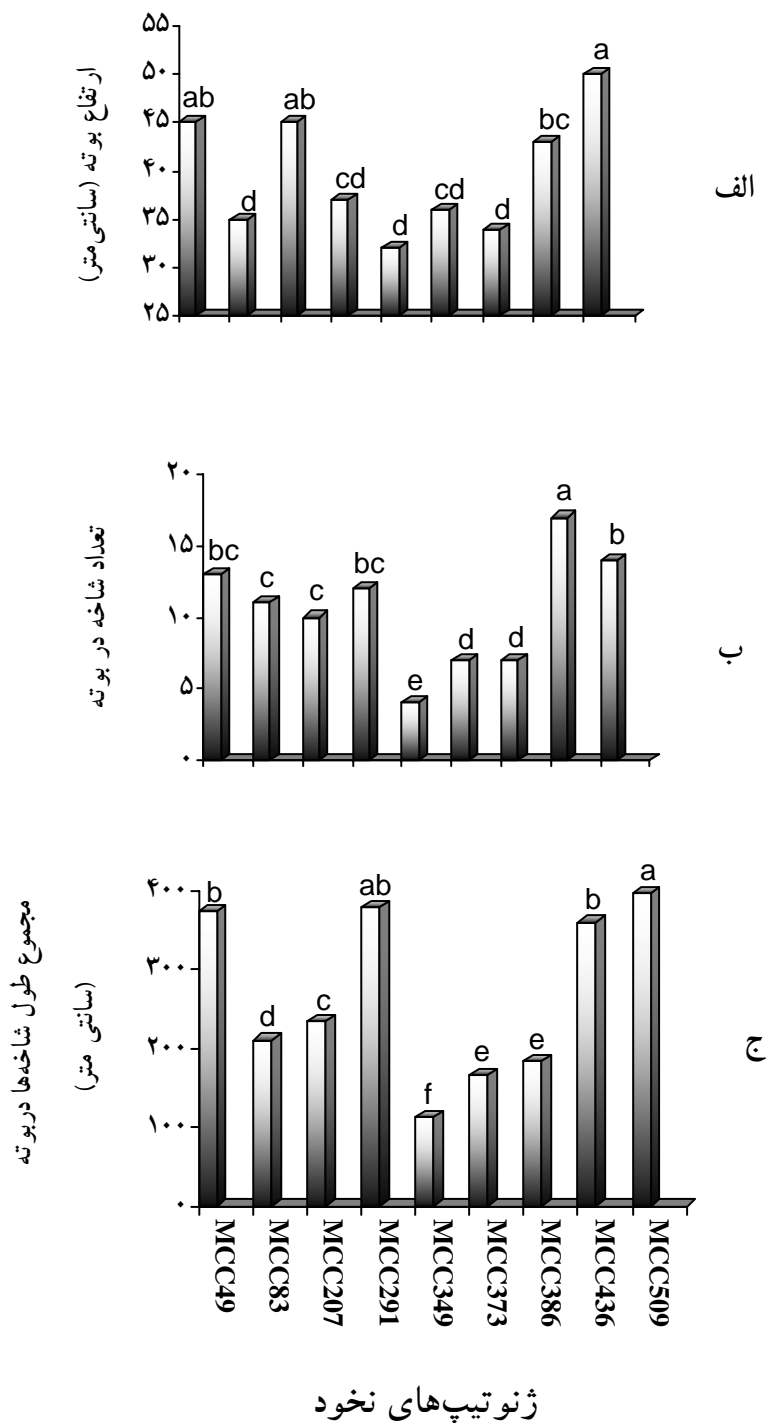 ارتفاع بوته (سانتی‌متر)
۵۵
۵۰
۴۵
۴۰
۳۵
۳۰
۲۵
ab
d
ab
cd
d
cd
d
bc
a
الف
تعداد شاخه در بوته
۲۰
۱۵
۱۰
۵
۰
bc
c
c
bc
e
d
d
a
b
ب
مجموع طول شاخه‌ها دربوته
(سانتی متر)
۴۰۰
۳۰۰
۲۰۰
۱۰۰
۰
b
d
c
ab
f
e
e
b
a
ج
MCC49
MCC83
MCC207
MCC291
MCC349
MCC373
MCC386
MCC436
MCC509
ژنوتیپ‌های نخود